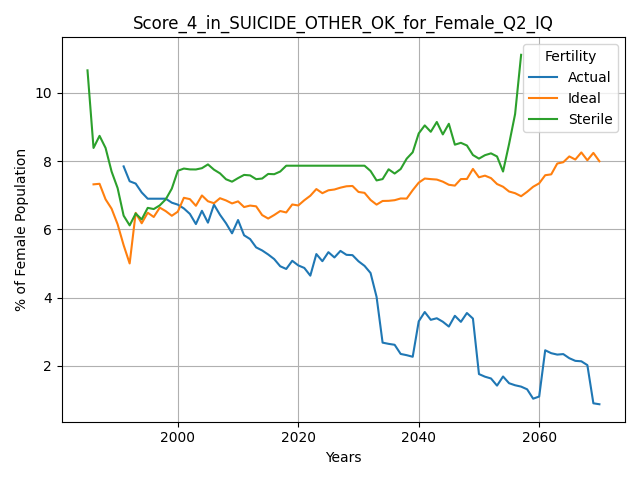 Score_4_in_SUICIDE_OTHER_OK_for_Female_Q2_IQ
Fertility
Actual
Ideal
Sterile
% of Female Population
10
8
6
4
2
2000
2020
2040
2060
Years